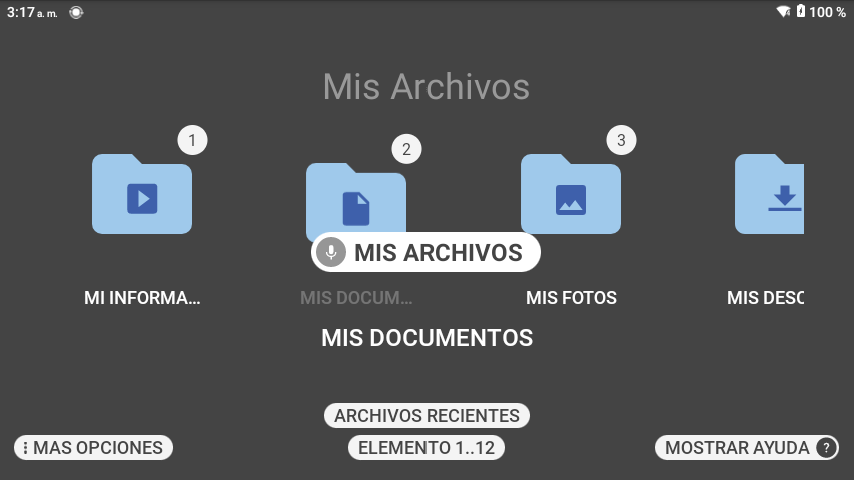 3:17 a. m.
100 %
Mis Archivos
1
2
3
MIS ARCHIVOS
MI INFORMA...
MIS DOCUM...
MIS FOTOS
MIS DESC
MIS DOCUMENTOS
ARCHIVOS RECIENTES
MAS OPCIONES
ELEMENTO 1..12
MOSTRAR AYUDA ?